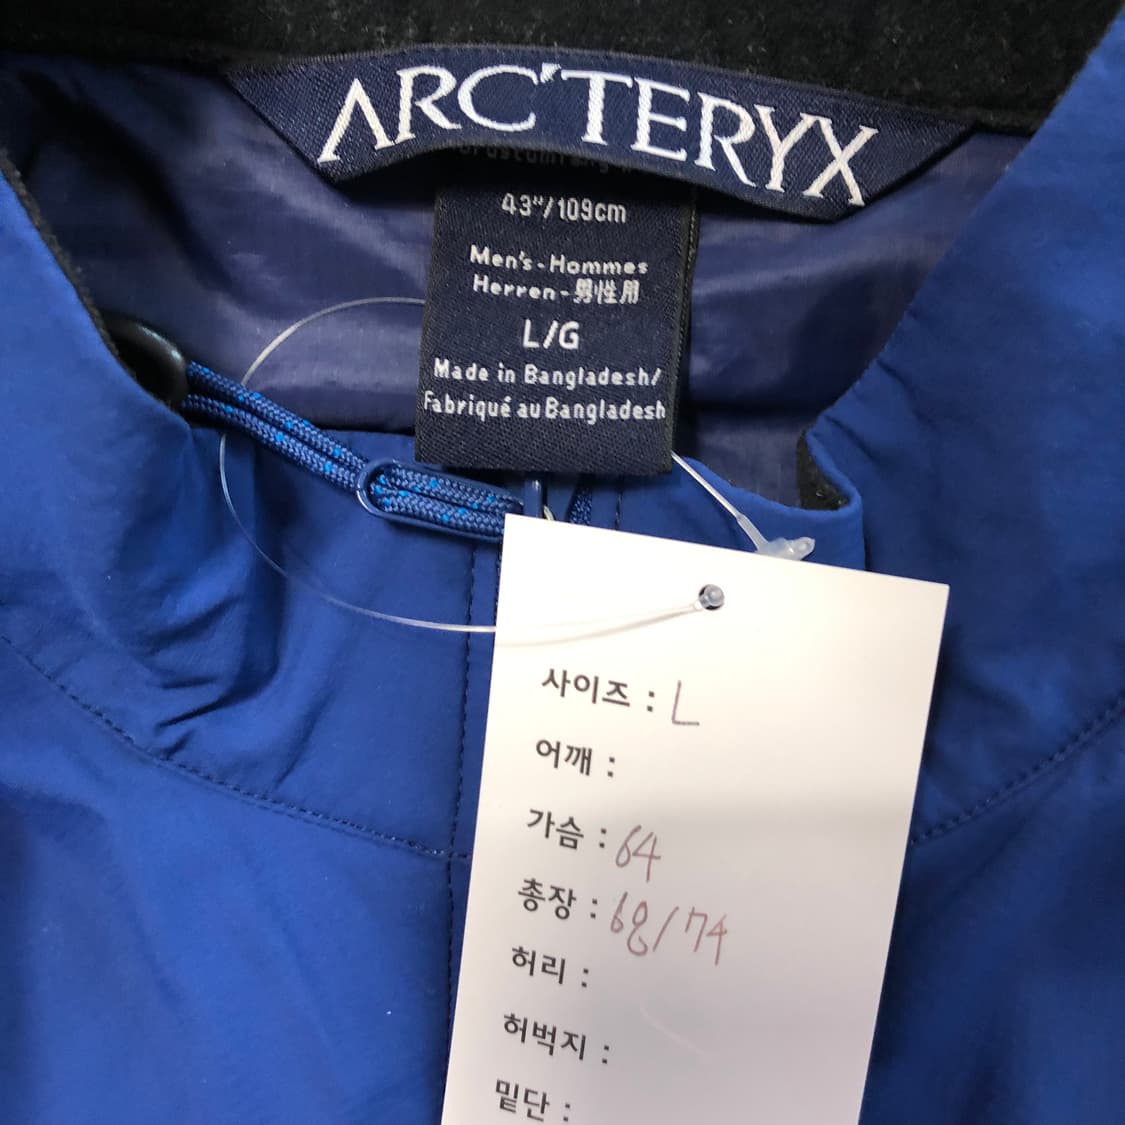 ARC'TERYX
43"/109cm
Men's-Hommes
Herren-男性用
L/G
Made in Bangladesh/
Fabriqué au Bangladesh
사이즈 : L
어깨 :
가슴 : 64
총장 : 68/74
허리 :
허벅지 :
밑단 :